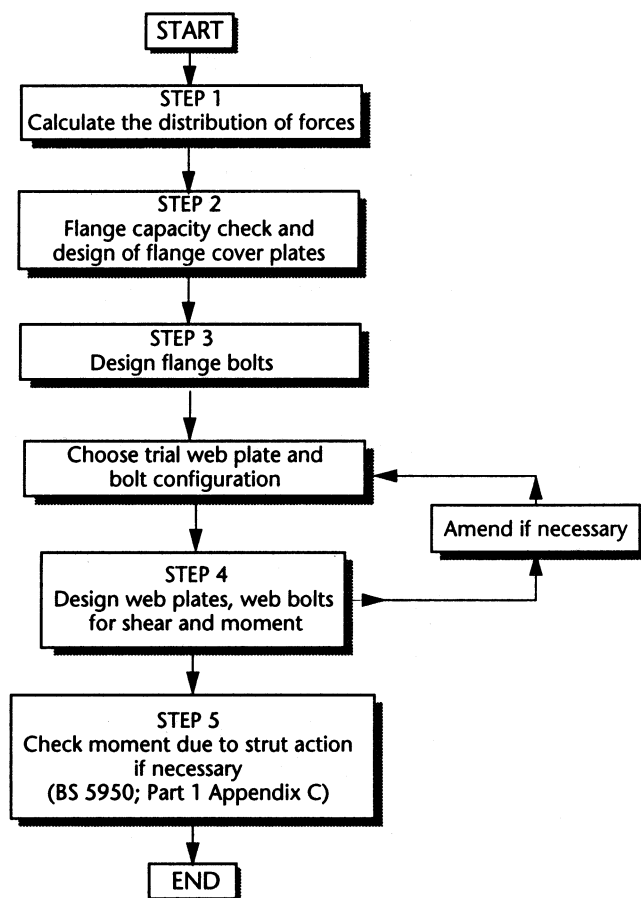 START
STEP 1
Calculate the distribution of forces
STEP 2
Flange capacity check and
design of flange cover plates
STEP 3
Design flange bolts
Choose trial web plate and
bolt configuration
Amend if necessary
STEP 4
Design web plates, web bolts
for shear and moment
STEP 5
Check moment due to strut action
if necessary
(BS 5950; Part 1 Appendix C)
END